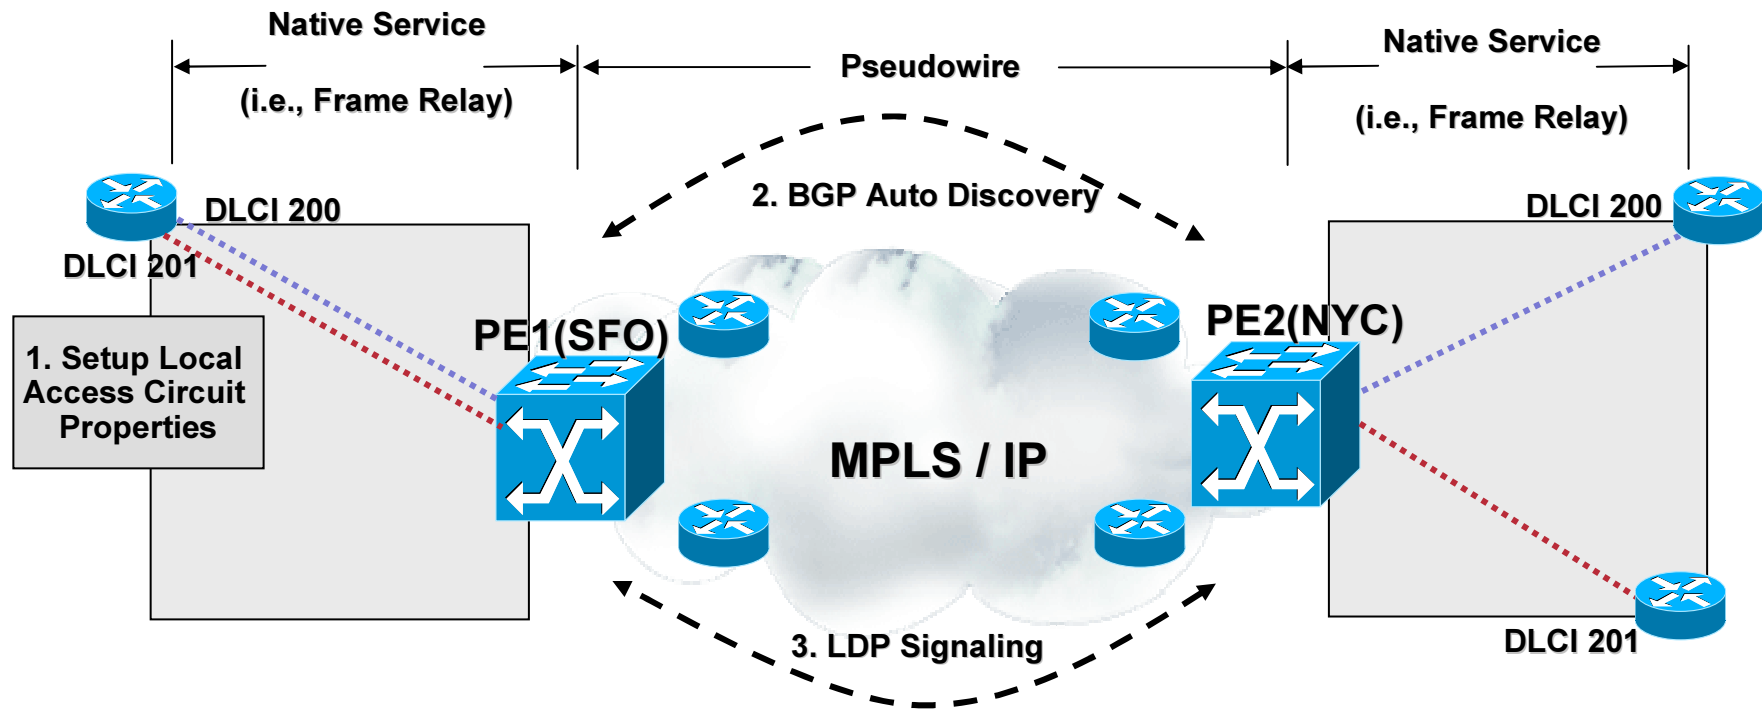 Native Service
(i.e., Frame Relay)
Pseudowire
Native Service
(i.e., Frame Relay)
2. BGP Auto Discovery
DLCI 200
DLCI 201
DLCI 200
1. Setup Local
Access Circuit
Properties
PE1(SFO)
PE2(NYC)
MPLS / IP
3. LDP Signaling
DLCI 201